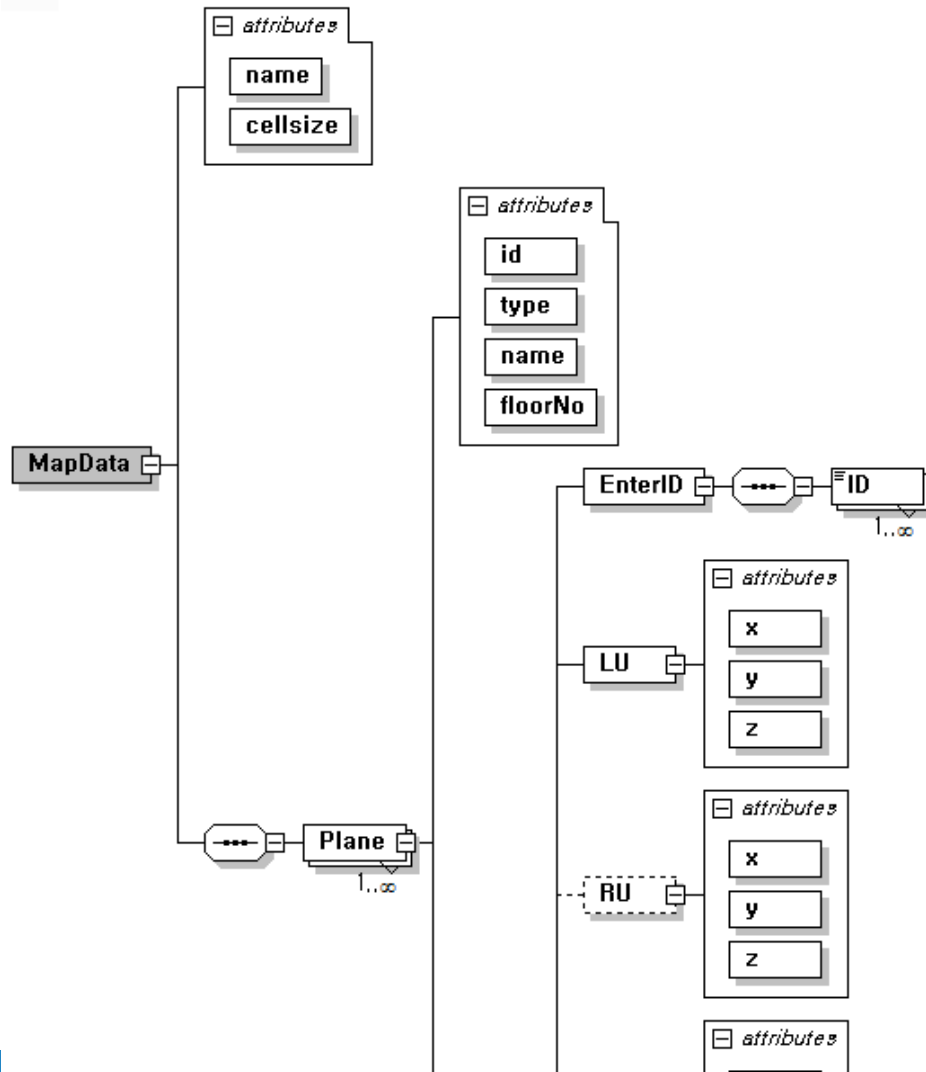 attributes
name
cellsize
attributes
id
type
name
floorNo
MapData
EnterID
ID
1..∞
attributes
x
y
z
LU
attributes
x
y
z
Plane
1..∞
RU
attributes